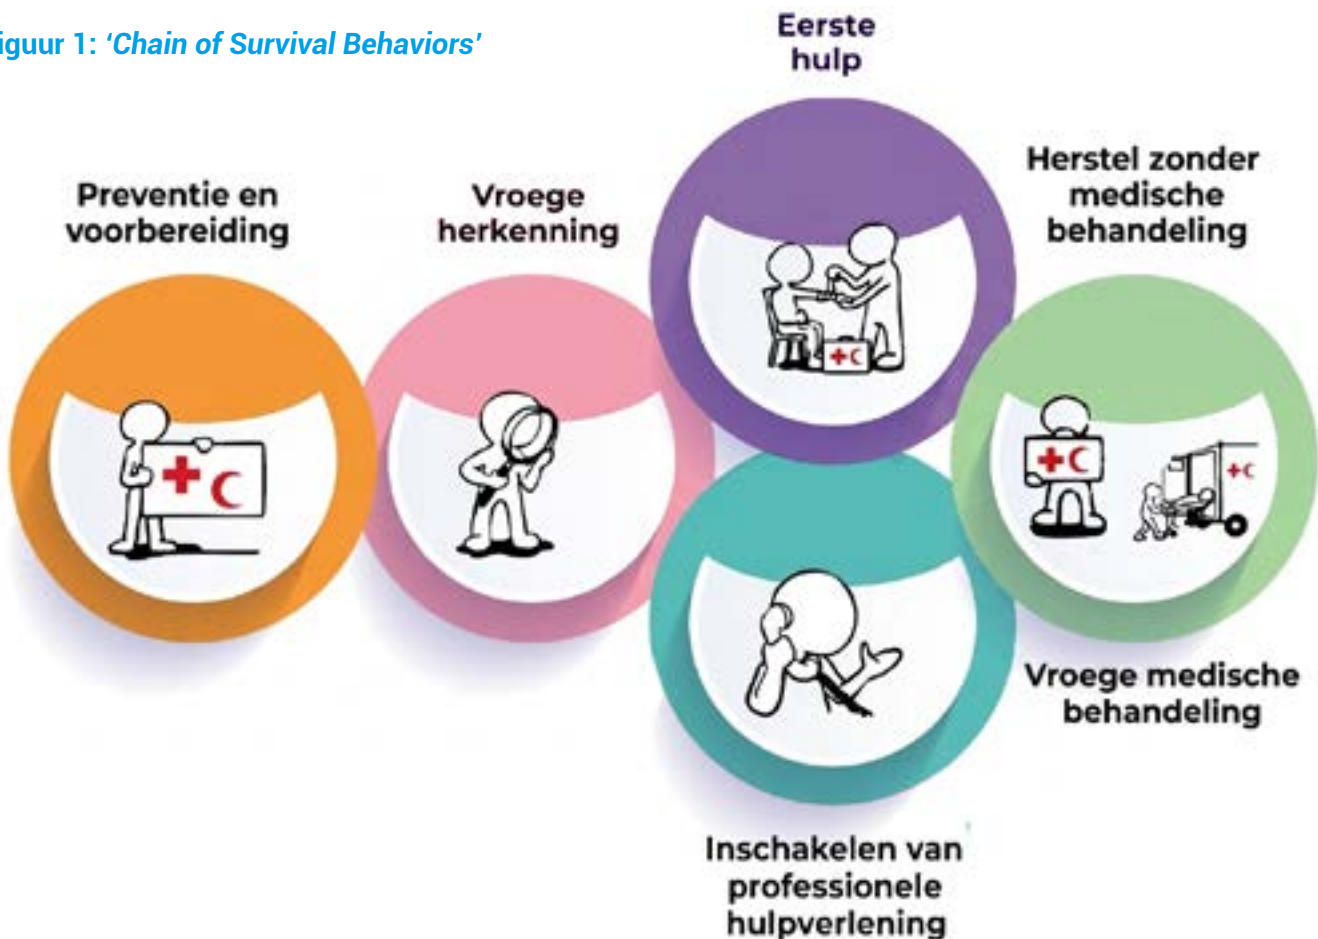 iguur 1: 'Chain of Survival Behaviors'
Eerste
hulp
Preventie en
voorbereiding
Vroege
herkenning
Herstel zonder
medische
behandeling
Vroege medische
behandeling
Inschakelen van
professionele
hulpverlening